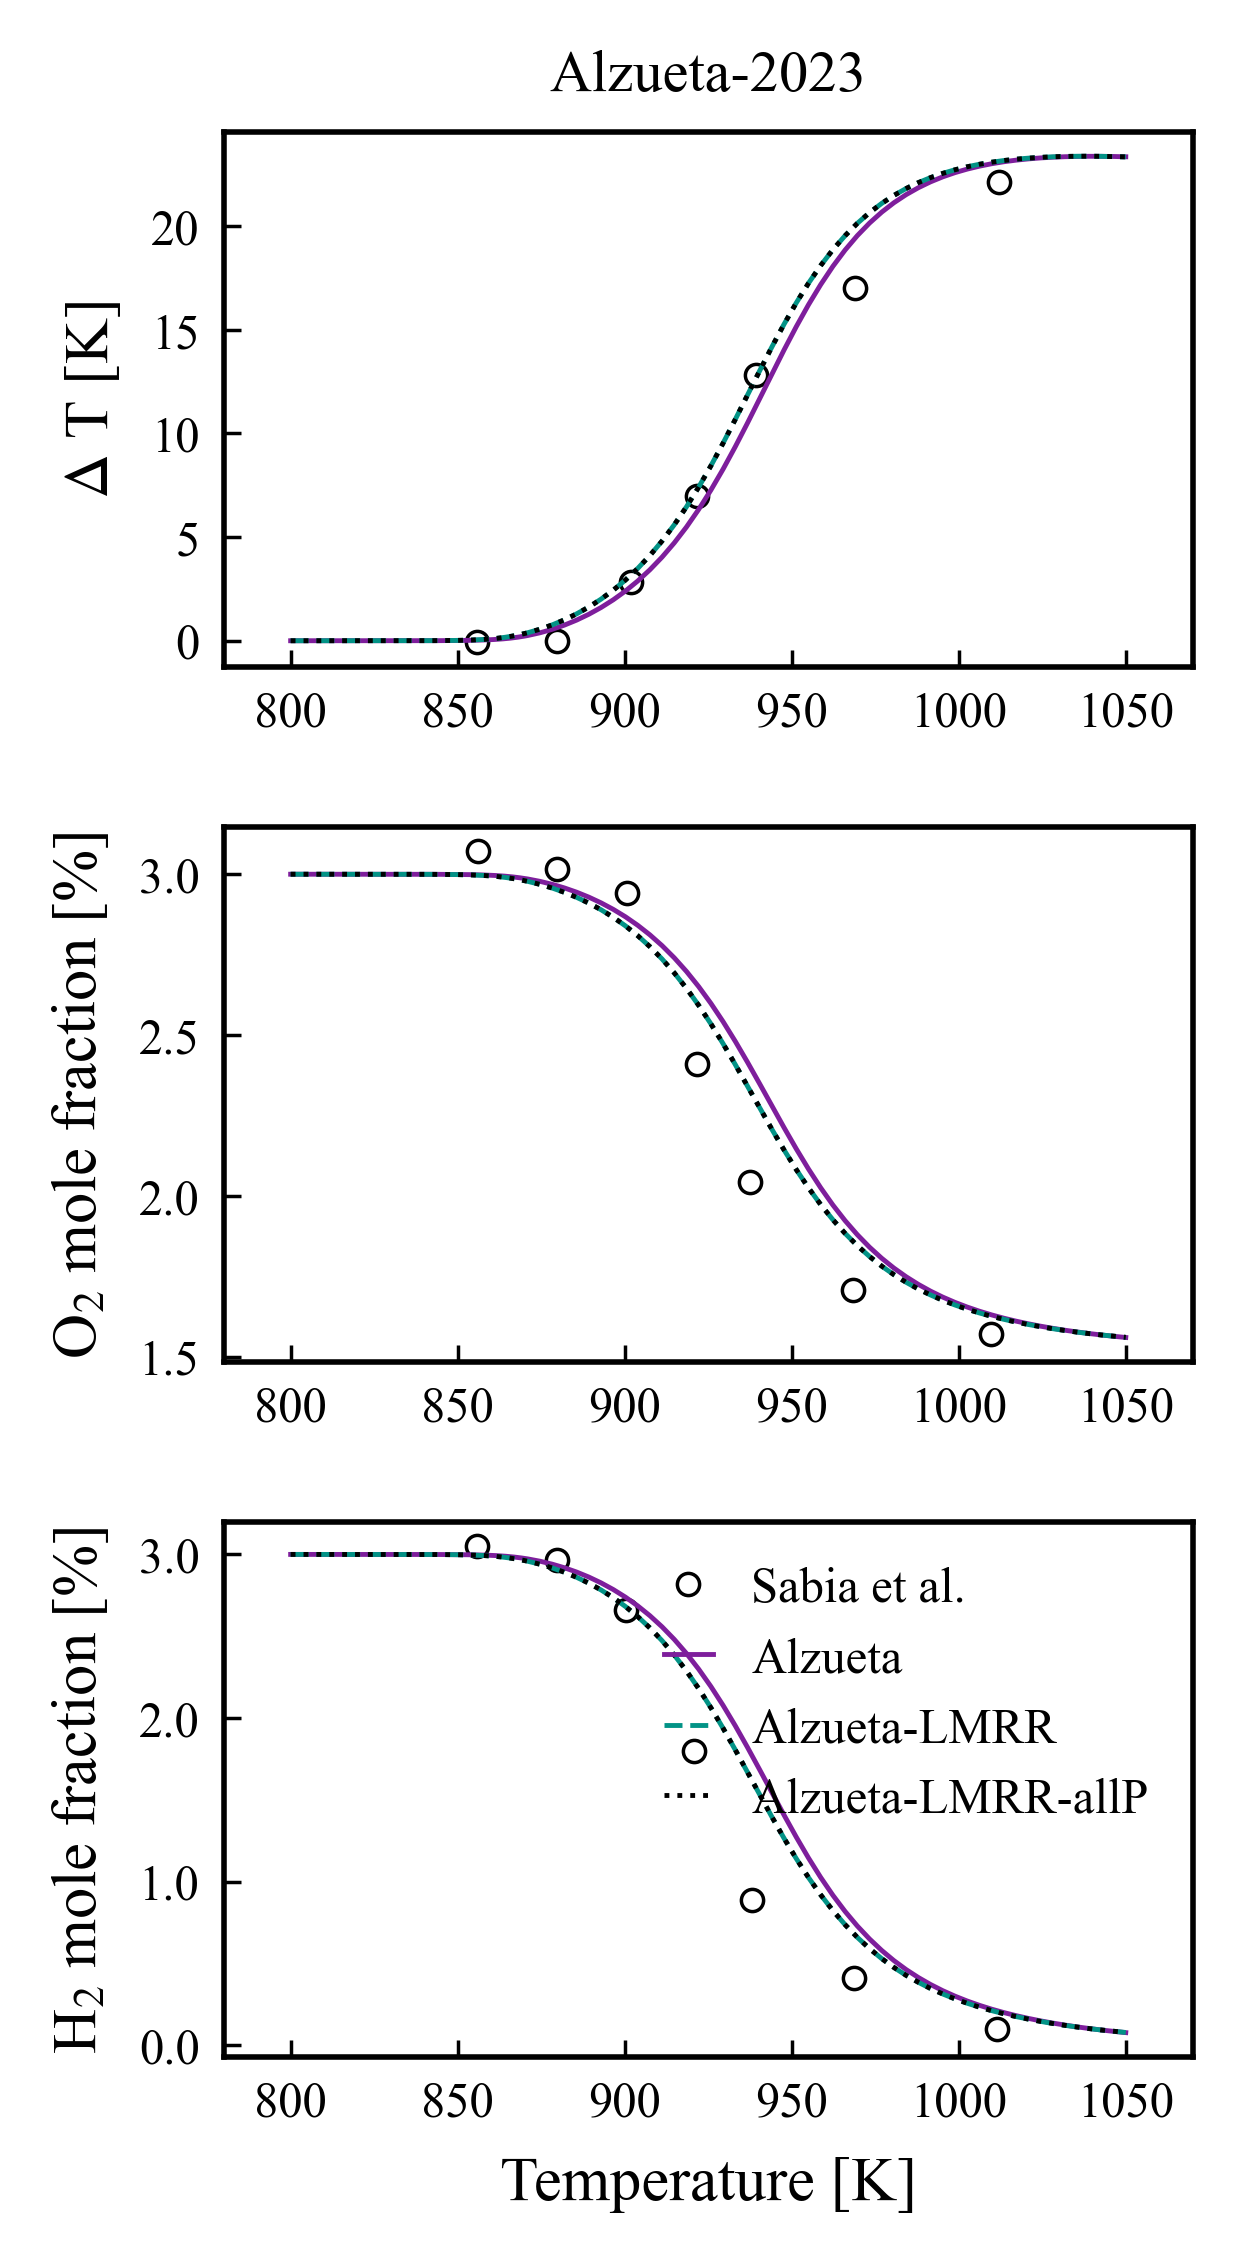 Alzueta-2023
Δ T [K]
20
15
10
5
0
800 850 900 950 1000 1050
O₂ mole fraction [%]
3.0
2.5
2.0
1.5
800 850 900 950 1000 1050
H₂ mole fraction [%]
3.0
2.0
1.0
0.0
Sabia et al.
Alzueta
Alzueta-LMRR
Alzueta-LMRR-allP
800 850 900 950 1000 1050
Temperature [K]